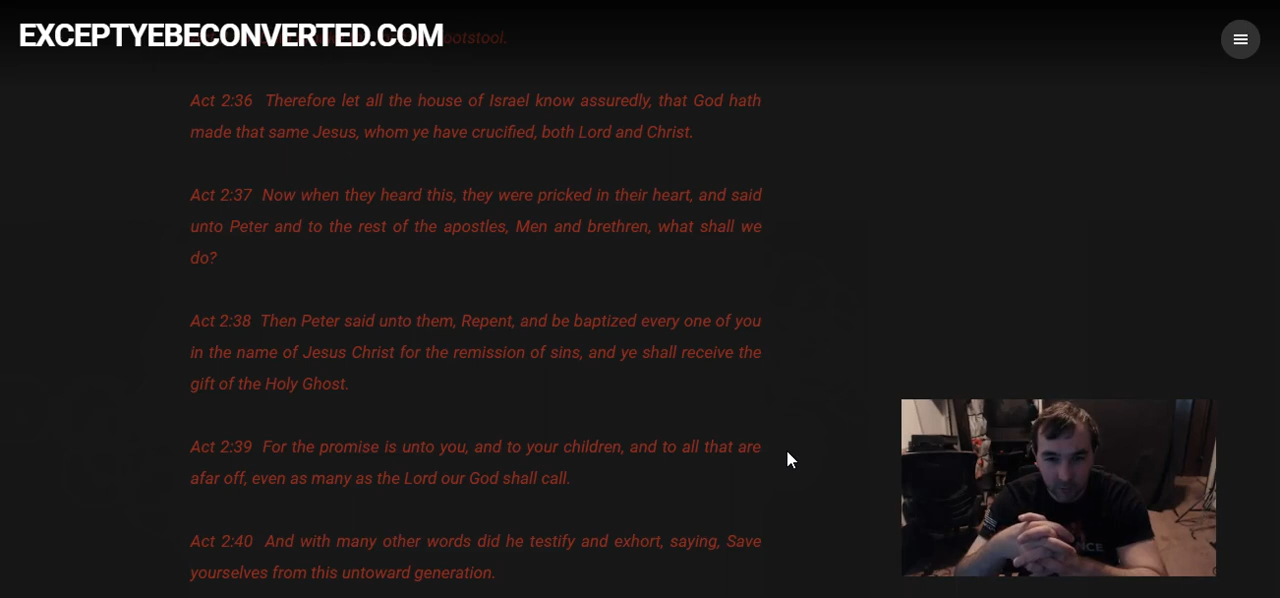 EXCEPTYEBECONVERTED.COM
ootstool.
Act 2:36 Therefore let all the house of Israel know assuredly, that God hath
made that same Jesus, whom ye have crucified, both Lord and Christ.
Act 2:37 Now when they heard this, they were pricked in their heart, and said
unto Peter and to the rest of the apostles, Men and brethren, what shall we
do?
Act 2:38 Then Peter said unto them, Repent, and be baptized every one of you
in the name of Jesus Christ for the remission of sins, and ye shall receive the
gift of the Holy Ghost.
Act 2:39 For the promise is unto you, and to your children, and to all that are
afar off, even as many as the Lord our God shall call.
Act 2:40 And with many other words did he testify and exhort, saying, Save
yourselves from this untoward generation.